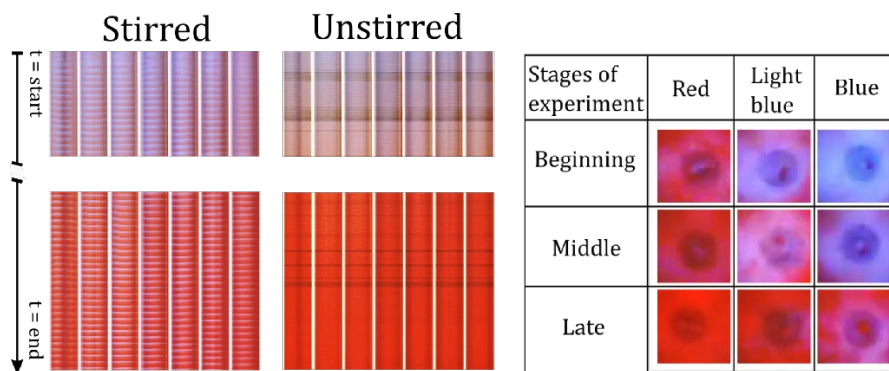 Stirred
Unstirred
t = start
t = end
Stages of
experiment
Red
Light
blue
Blue
Beginning
Middle
Late